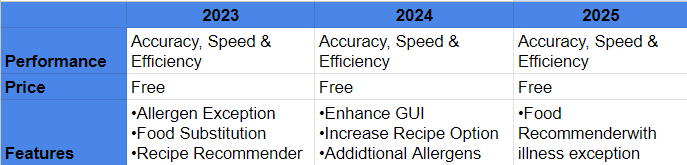 2023 2024 2025
Performance
Accuracy, Speed &
Efficiency
Accuracy, Speed &
Efficiency
Accuracy, Speed &
Efficiency
Price Free Free Free
Features
•Allergen Exception
•Food Substitution
•Recipe Recommender
•Enhance GUI
•Increase Recipe Option
•Addidtional Allergens
•Food
Recommenderwith
illness exception